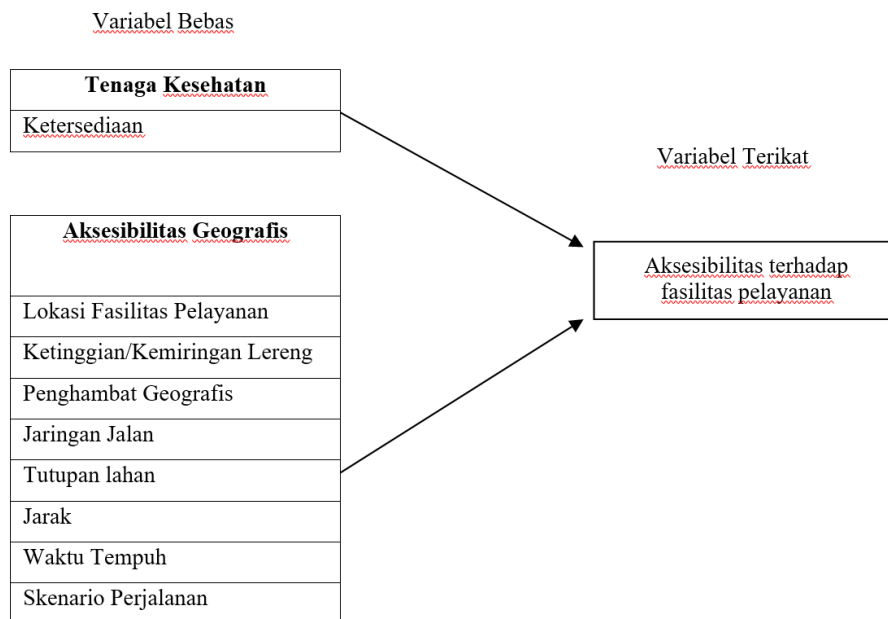 Variabel Bebas
Tenaga Kesehatan
Ketersediaan
Variabel Terikat
Aksesibilitas Geografis
Aksesibilitas terhadap
fasilitas pelayanan
Lokasi Fasilitas Pelayanan
Ketinggian/Kemiringan Lereng
Penghambat Geografis
Jaringan Jalan
Tutupan lahan
Jarak
Waktu Tempuh
Skenario Perjalanan